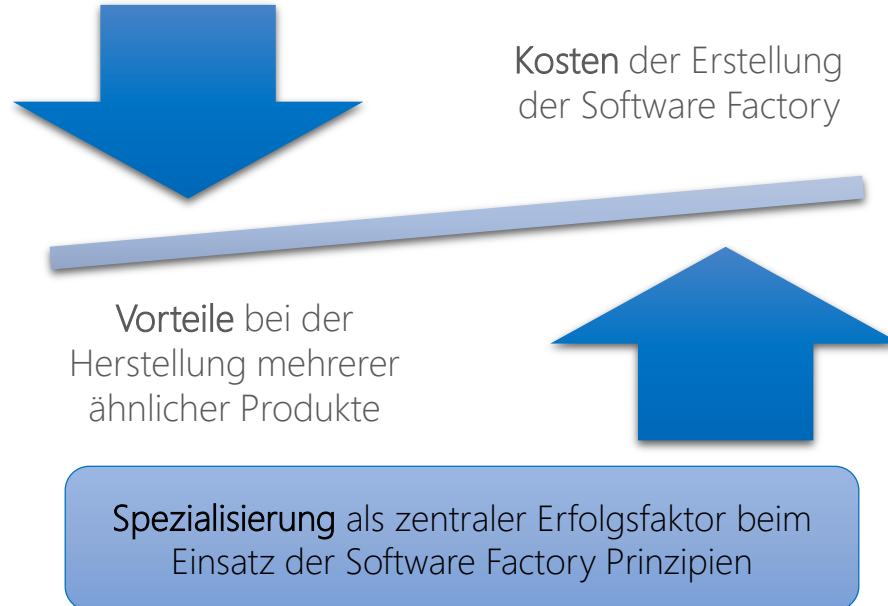 Kosten der Erstellung
der Software Factory
Vorteile bei der
Herstellung mehrerer
ähnlicher Produkte
Spezialisierung als zentraler Erfolgsfaktor beim
Einsatz der Software Factory Prinzipien